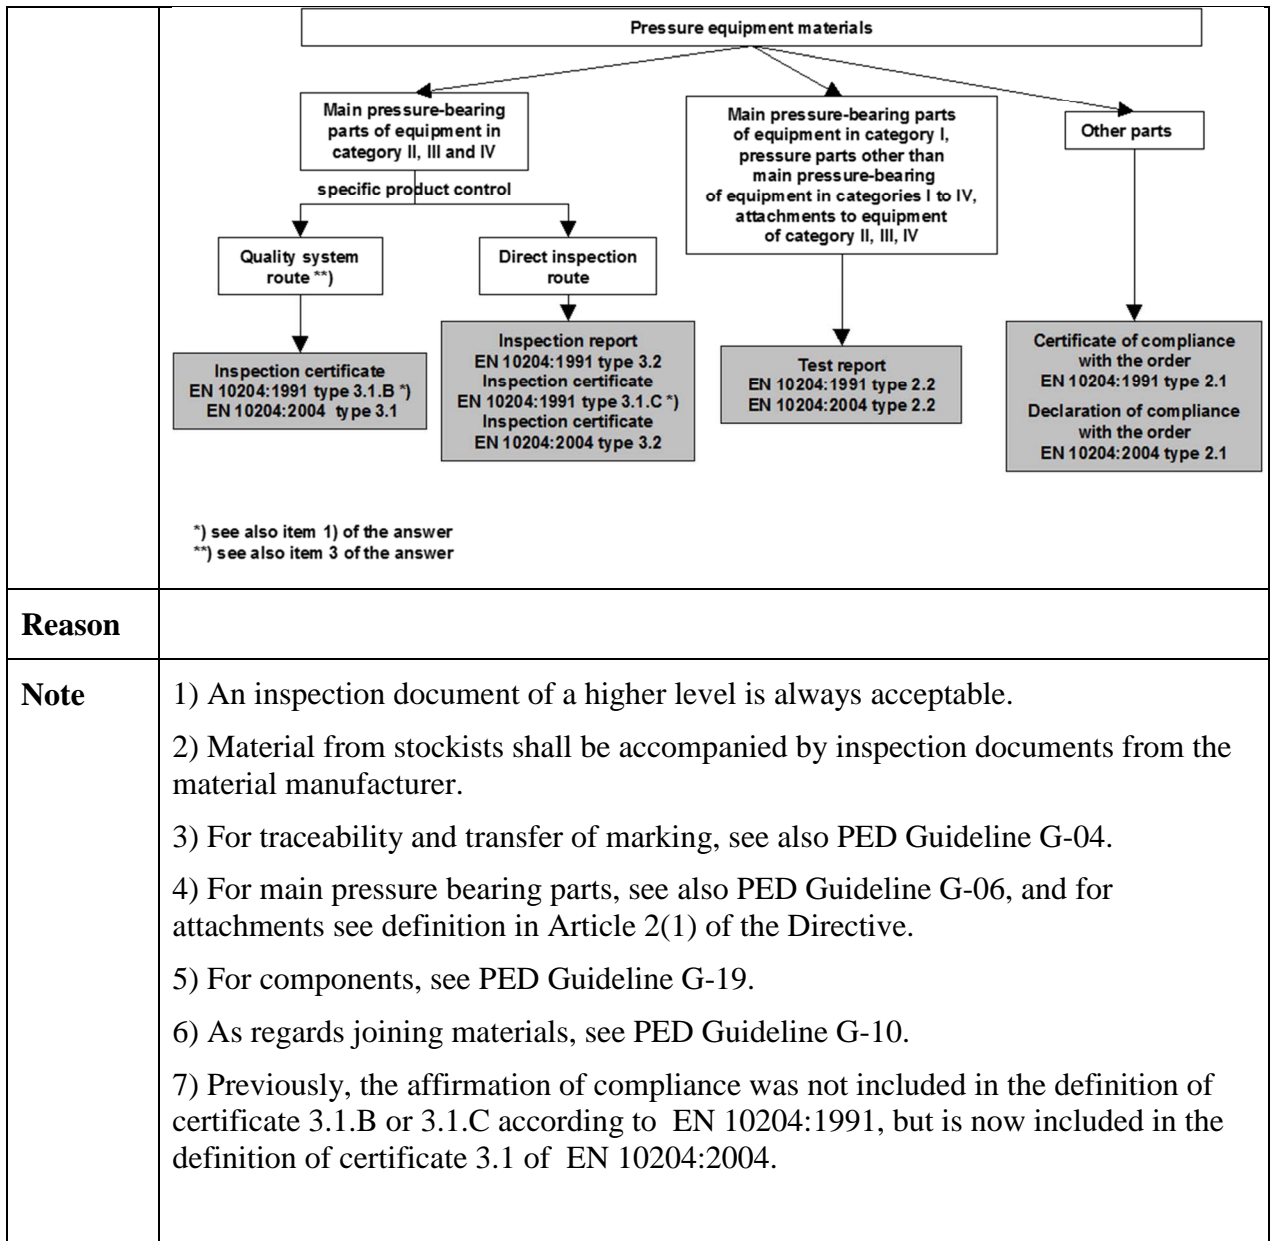 Pressure equipment materials
Main pressure-bearing
parts of equipment in
category II, III and IV
Main pressure-bearing parts
of equipment in category I,
pressure parts other than
main pressure-bearing
of equipment in categories I to IV,
attachments to equipment
of category II, III, IV
Other parts
specific product control
Quality system
route **)
Direct inspection
route
Inspection certificate
EN 10204:1991 type 3.1.B *)
EN 10204:2004 type 3.1
Inspection report
EN 10204:1991 type 3.2
Inspection certificate
EN 10204:1991 type 3.1.C *)
Inspection certificate
EN 10204:2004 type 3.2
Test report
EN 10204:1991 type 2.2
EN 10204:2004 type 2.2
Certificate of compliance
with the order
EN 10204:1991 type 2.1
Declaration of compliance
with the order
EN 10204:2004 type 2.1
*) see also item 1) of the answer
**) see also item 3 of the answer
Reason
Note
1) An inspection document of a higher level is always acceptable.
2) Material from stockists shall be accompanied by inspection documents from the
material manufacturer.
3) For traceability and transfer of marking, see also PED Guideline G-04.
4) For main pressure bearing parts, see also PED Guideline G-06, and for
attachments see definition in Article 2(1) of the Directive.
5) For components, see PED Guideline G-19.
6) As regards joining materials, see PED Guideline G-10.
7) Previously, the affirmation of compliance was not included in the definition of
certificate 3.1.B or 3.1.C according to EN 10204:1991, but is now included in the
definition of certificate 3.1 of EN 10204:2004.